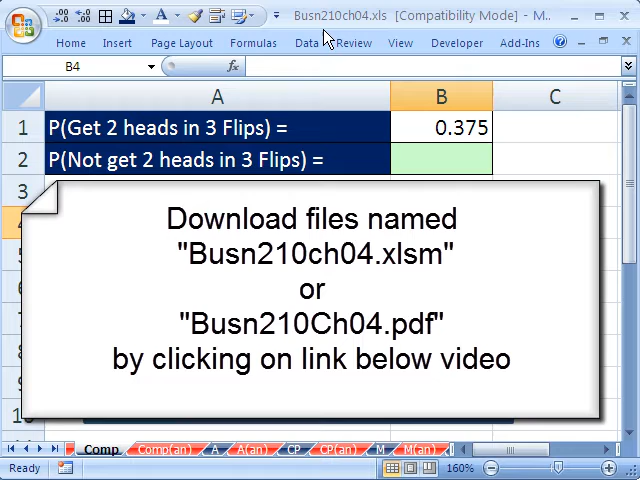 Busn210ch04.xls [Compatibility Mode] - M..
Home Insert Page Layout Formulas Data Review View Developer Add-Ins
B4 fx
A B C
1 P(Get 2 heads in 3 Flips) = 0.375
2 P(Not get 2 heads in 3 Flips) =
3
Download files named
"Busn210ch04.xlsm"
or
"Busn210Ch04.pdf"
by clicking on link below video
Comp Comp(an) A A(an) CP CP(an) M M(an)
Ready 160%